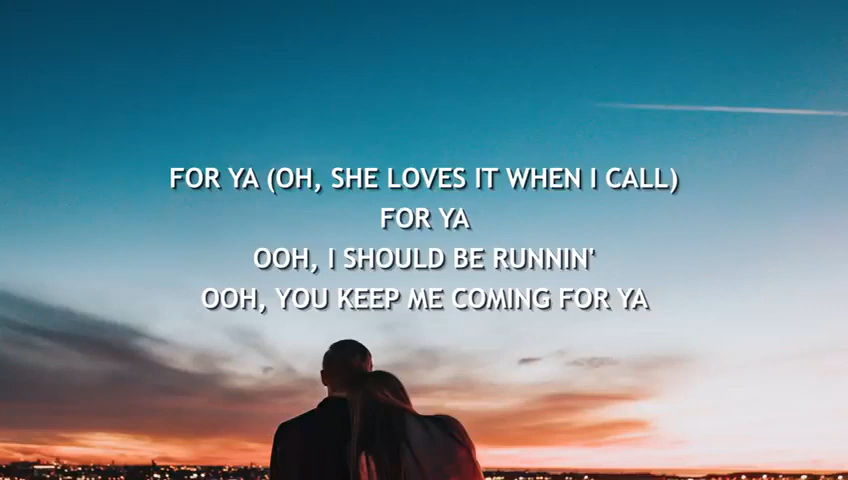 FOR YA (OH, SHE LOVES IT WHEN I CALL)
FOR YA
OOH, I SHOULD BE RUNNIN'
OOH, YOU KEEP ME COMING FOR YA